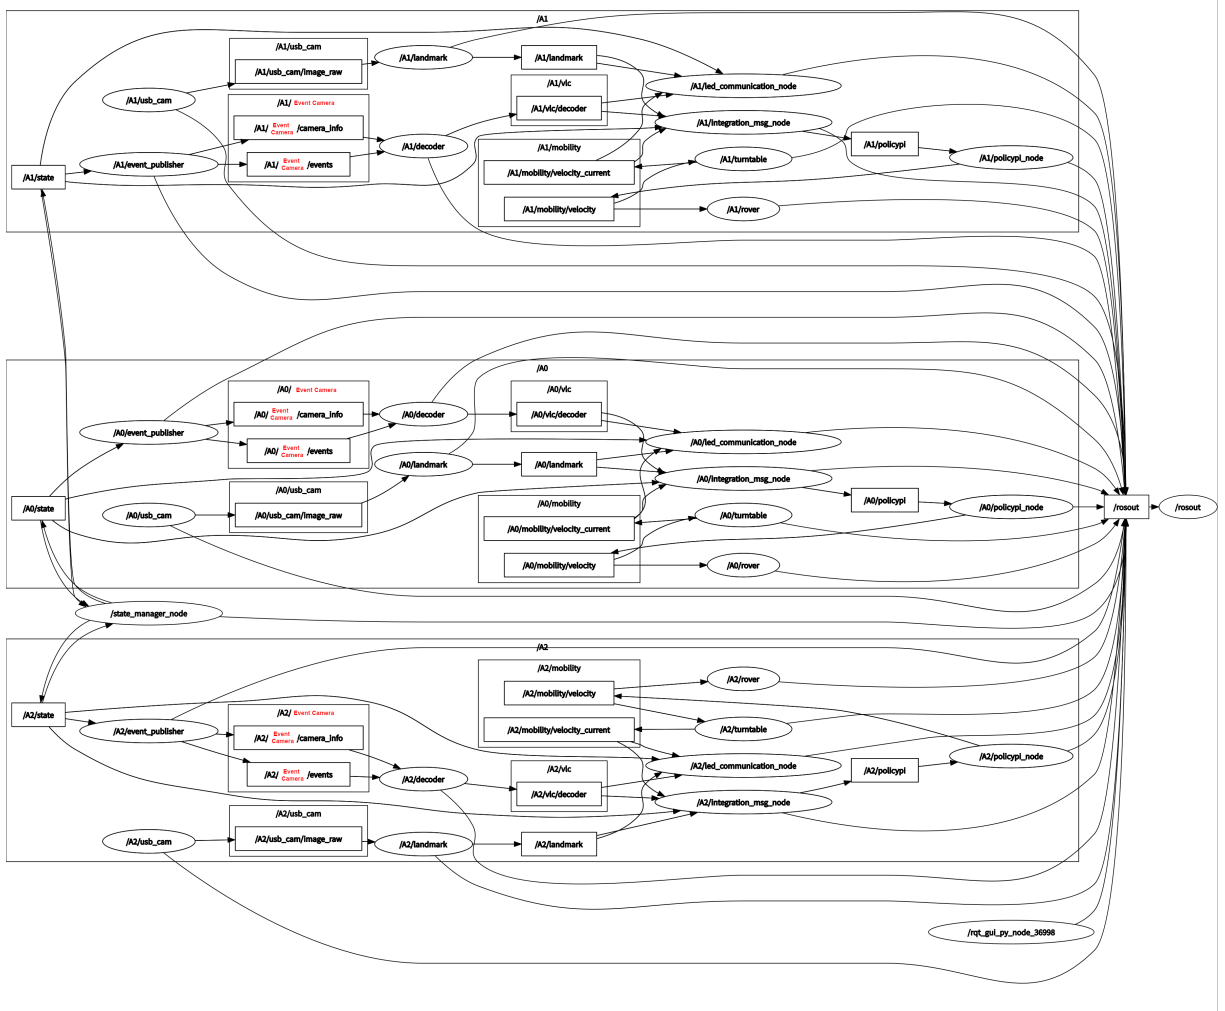 /A1
/A1/usb_cam
/A1/usb_cam/image_raw
/A1/landmark
/A1/landmark
/A1/led_communication_node
/A1/usb_cam
/A1/ Event Camera
/A1/ Event Camera /camera_info
/A1/ Event Camera /events
/A1/decoder
/A1/vlc
/A1/vlc/decoder
/A1/integration_msg_node
/A1/policypi
/A1/policypi_node
/A1/state
/A1/event_publisher
/A1/mobility
/A1/mobility/velocity_current
/A1/mobility/velocity
/A1/turntable
/A1/rover
/A0
/A0/ Event Camera
/A0/ Event Camera /camera_info
/A0/ Event Camera /events
/A0/decoder
/A0/vlc
/A0/vlc/decoder
/A0/event_publisher
/A0/led_communication_node
/A0/landmark
/A0/landmark
/A0/integration_msg_node
/A0/usb_cam
/A0/usb_cam/image_raw
/A0/state
/A0/usb_cam
/A0/mobility
/A0/mobility/velocity_current
/A0/mobility/velocity
/A0/turntable
/A0/rover
/A0/policypi
/A0/policypi_node
/rosout
/rosout
/state_manager_node
/A2
/A2/mobility
/A2/mobility/velocity
/A2/mobility/velocity_current
/A2/rover
/A2/turntable
/A2/state
/A2/event_publisher
/A2/ Event Camera
/A2/ Event Camera /camera_info
/A2/ Event Camera /events
/A2/decoder
/A2/vlc
/A2/vlc/decoder
/A2/led_communication_node
/A2/integration_msg_node
/A2/policypi
/A2/policypi_node
/A2/usb_cam
/A2/usb_cam
/A2/usb_cam/image_raw
/A2/landmark
/A2/landmark
/rqt_gui_py_node_36998